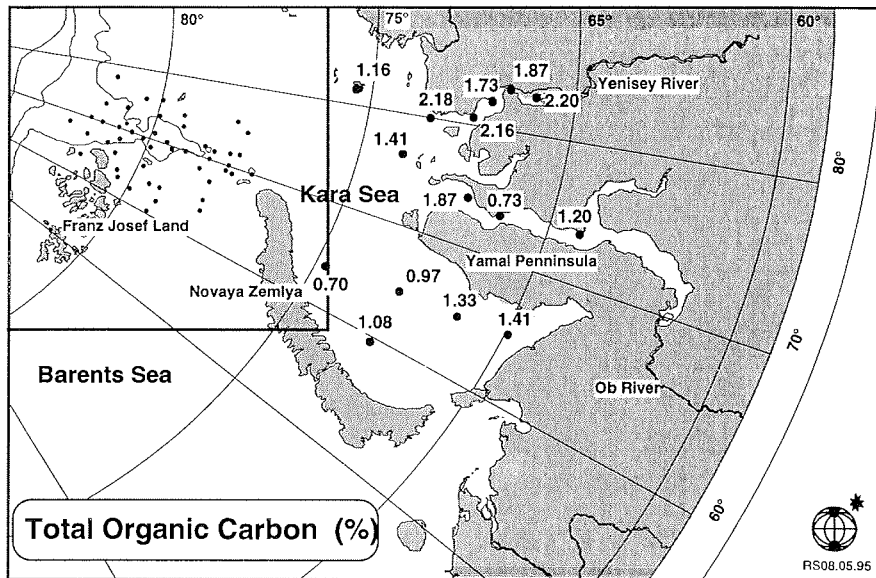 80°
75°
65°
60°
1.16
1.73
1.87
Yenisey River
2.18
2.20
2.16
1.41
80°
Kara Sea
1.87
0.73
1.20
Franz Josef Land
Yamal Penninsula
0.70
Novaya Zemlya
0.97
1.33
1.08
1.41
70°
Barents Sea
Ob River
60°
Total Organic Carbon (%)
RS08.05.95